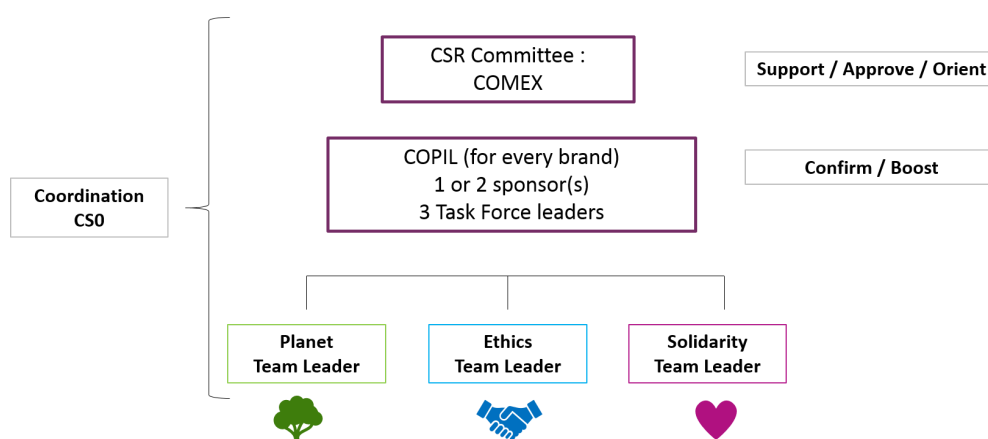 CSR Committee :
COMEX
Support / Approve / Orient
COPIL (for every brand)
1 or 2 sponsor(s)
3 Task Force leaders
Confirm / Boost
Coordination
CS0
Planet
Team Leader
Ethics
Team Leader
Solidarity
Team Leader